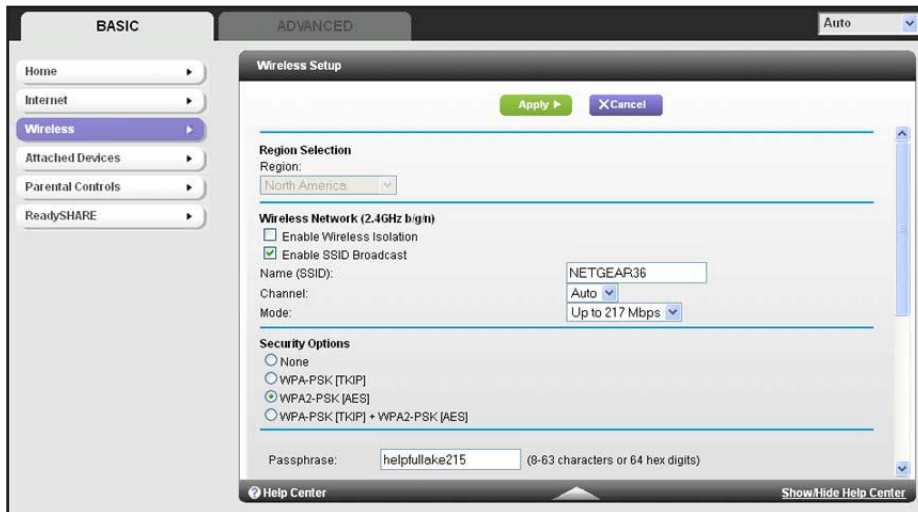 BASIC
ADVANCED
Auto
Home
Internet
Wireless
Attached Devices
Parental Controls
ReadySHARE
Wireless Setup
Apply
X Cancel
Region Selection
Region:
North America
Wireless Network (2.4GHz b/g/n)
Enable Wireless Isolation
Enable SSID Broadcast
Name (SSID): NETGEAR36
Channel: Auto
Mode: Up to 217 Mbps
Security Options
None
WPA-PSK [TKIP]
WPA2-PSK [AES]
WPA-PSK [TKIP] + WPA2-PSK [AES]
Passphrase: helpfullake215 (8-63 characters or 64 hex digits)
? Help Center
Show/Hide Help Center